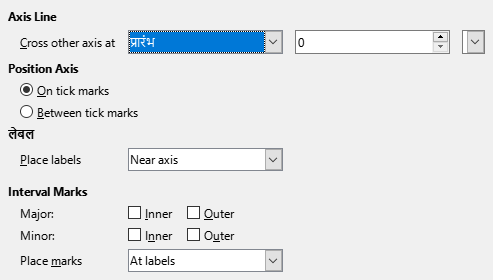 Axis Line
Cross other axis at प्रारंभ 0
Position Axis
On tick marks
Between tick marks
लेबल
Place labels Near axis
Interval Marks
Major: Inner Outer
Minor: Inner Outer
Place marks At labels